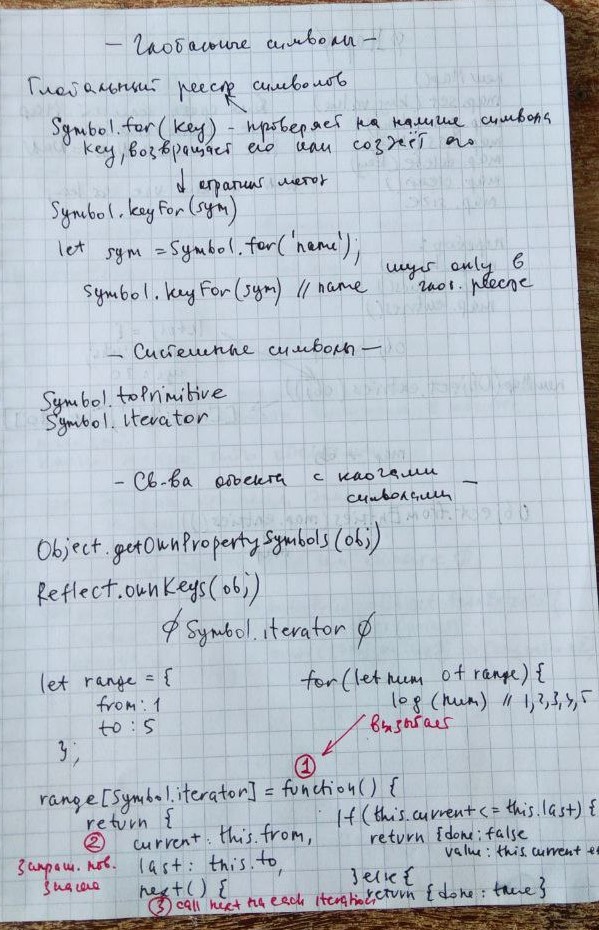 - Глобальные символы -
Глобальный реестр символов
Symbol.for(key) - проверяет на наличие символа
key, возвращает его или создаёт его
↓ обратный метод
Symbol.keyFor(sym)
let sym = Symbol.for('name');
ищет only в
Symbol.keyFor(sym) // name глоб. реестре
- Системные символы -
Symbol.toPrimitive
Symbol.iterator
- Св-ва объекта с ключами
символами -
Object.getOwnPropertySymbols(obj)
Reflect.ownKeys(obj)
∅ Symbol.iterator ∅
let range = {
from: 1
to: 5
};
for(let num of range) {
log(num) // 1,2,3,4,5
вызывает
1
range[Symbol.iterator] = function() {
return {
2 current: this.from,
Запраш. нов. last: this.to,
значение next() {
3 call next на each iteration
If (this.current <= this.last) {
return {done: false
value: this.current
}else{
return {done: true}